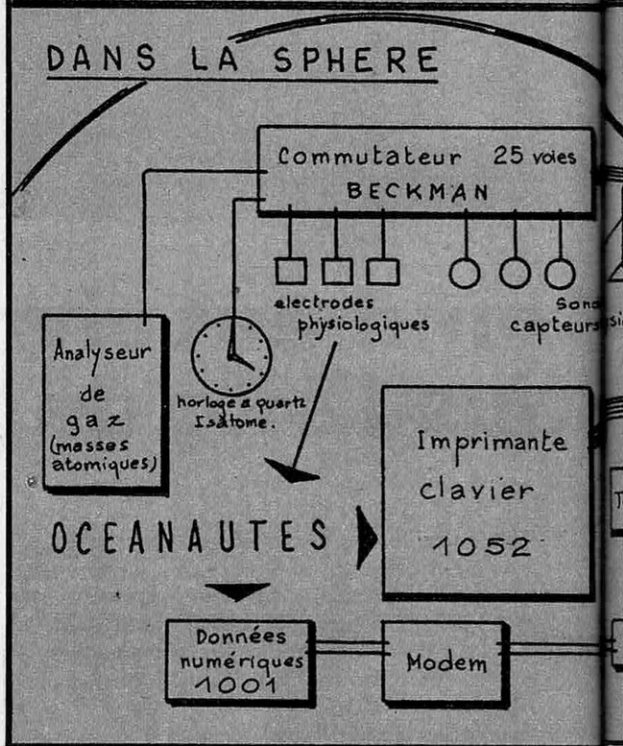 DANS LA SPHERE
Commutateur 25 voies
BECKMAN
electrodes
physiologiques
Sond
capteurs
Analyseur
de
gaz
(masses
atomiques)
horloge a quartz
Isatome.
Imprimante
clavier
1052
OCEANAUTES
Données
numériques
1001
Modem